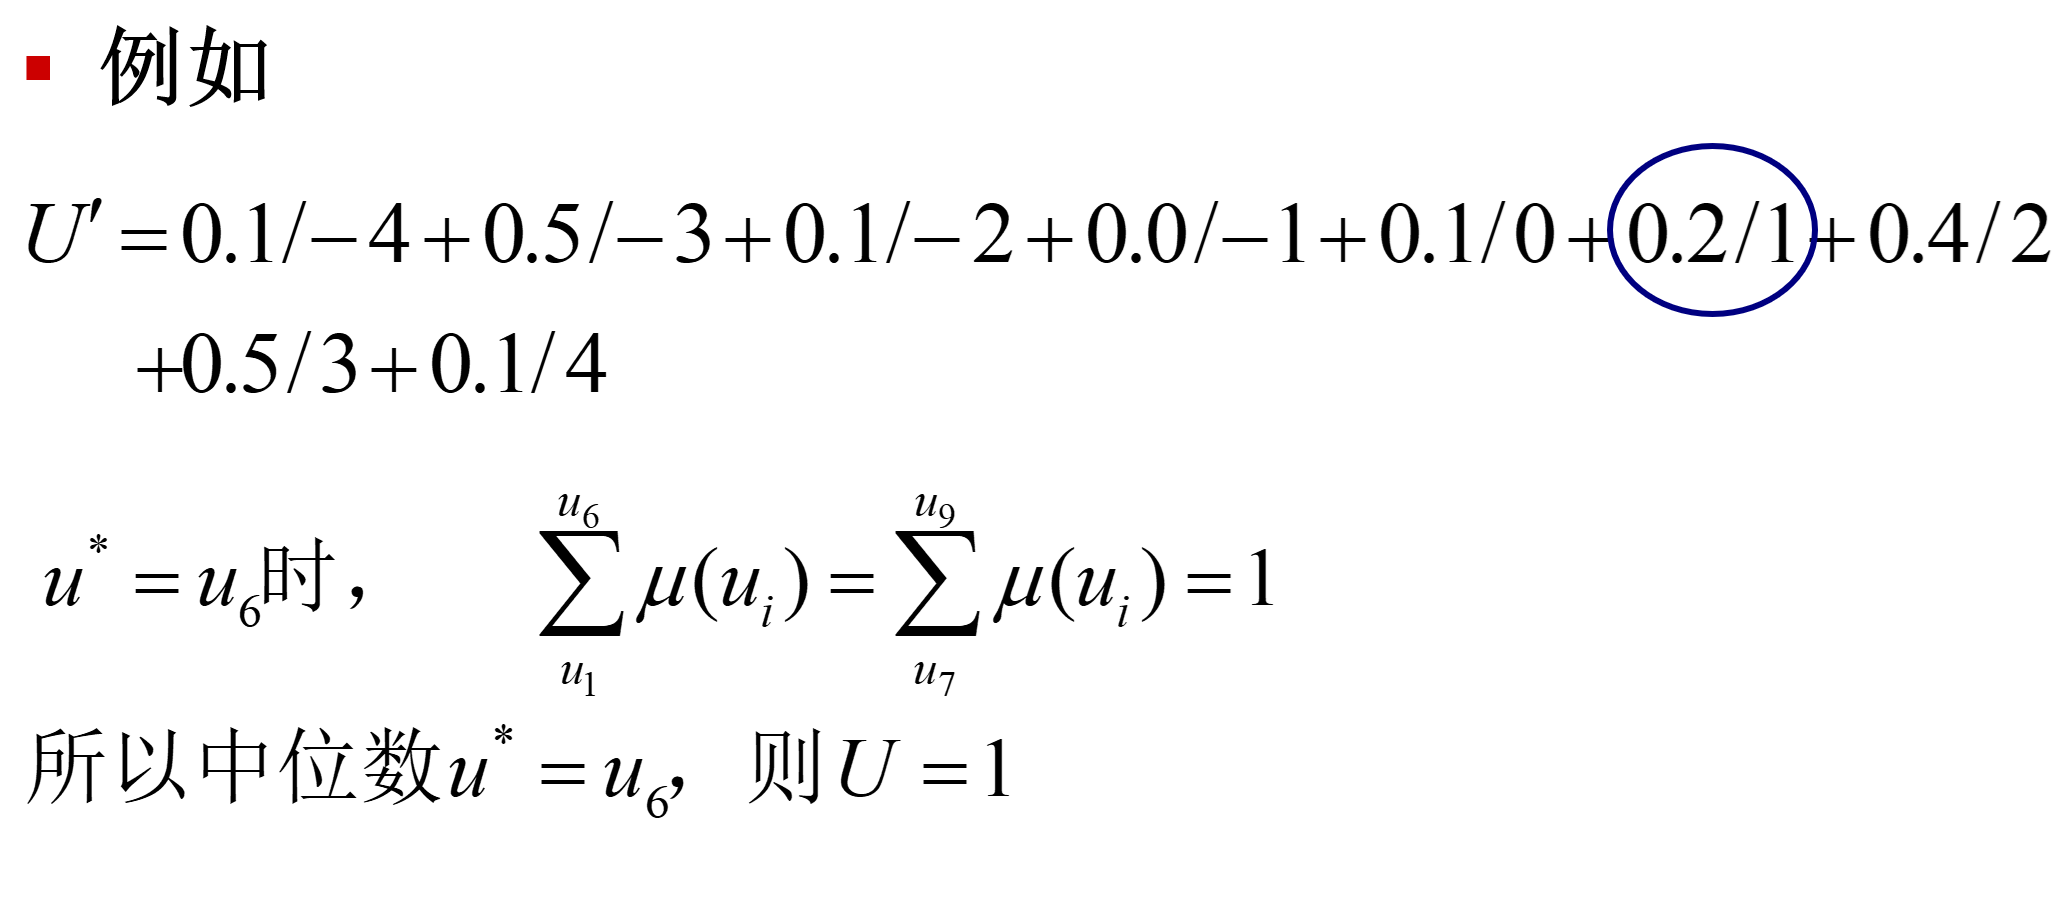 ▪ 例如
U′ = 0.1/−4 + 0.5/−3 + 0.1/−2 + 0.0/−1 + 0.1/0 + 0.2/1 + 0.4/2
+0.5/3 + 0.1/4
u* = u₆时， ∑_{u₁}^{u₆} μ(uᵢ) = ∑_{u₇}^{u₉} μ(uᵢ) = 1
所以中位数u* = u₆，则U = 1